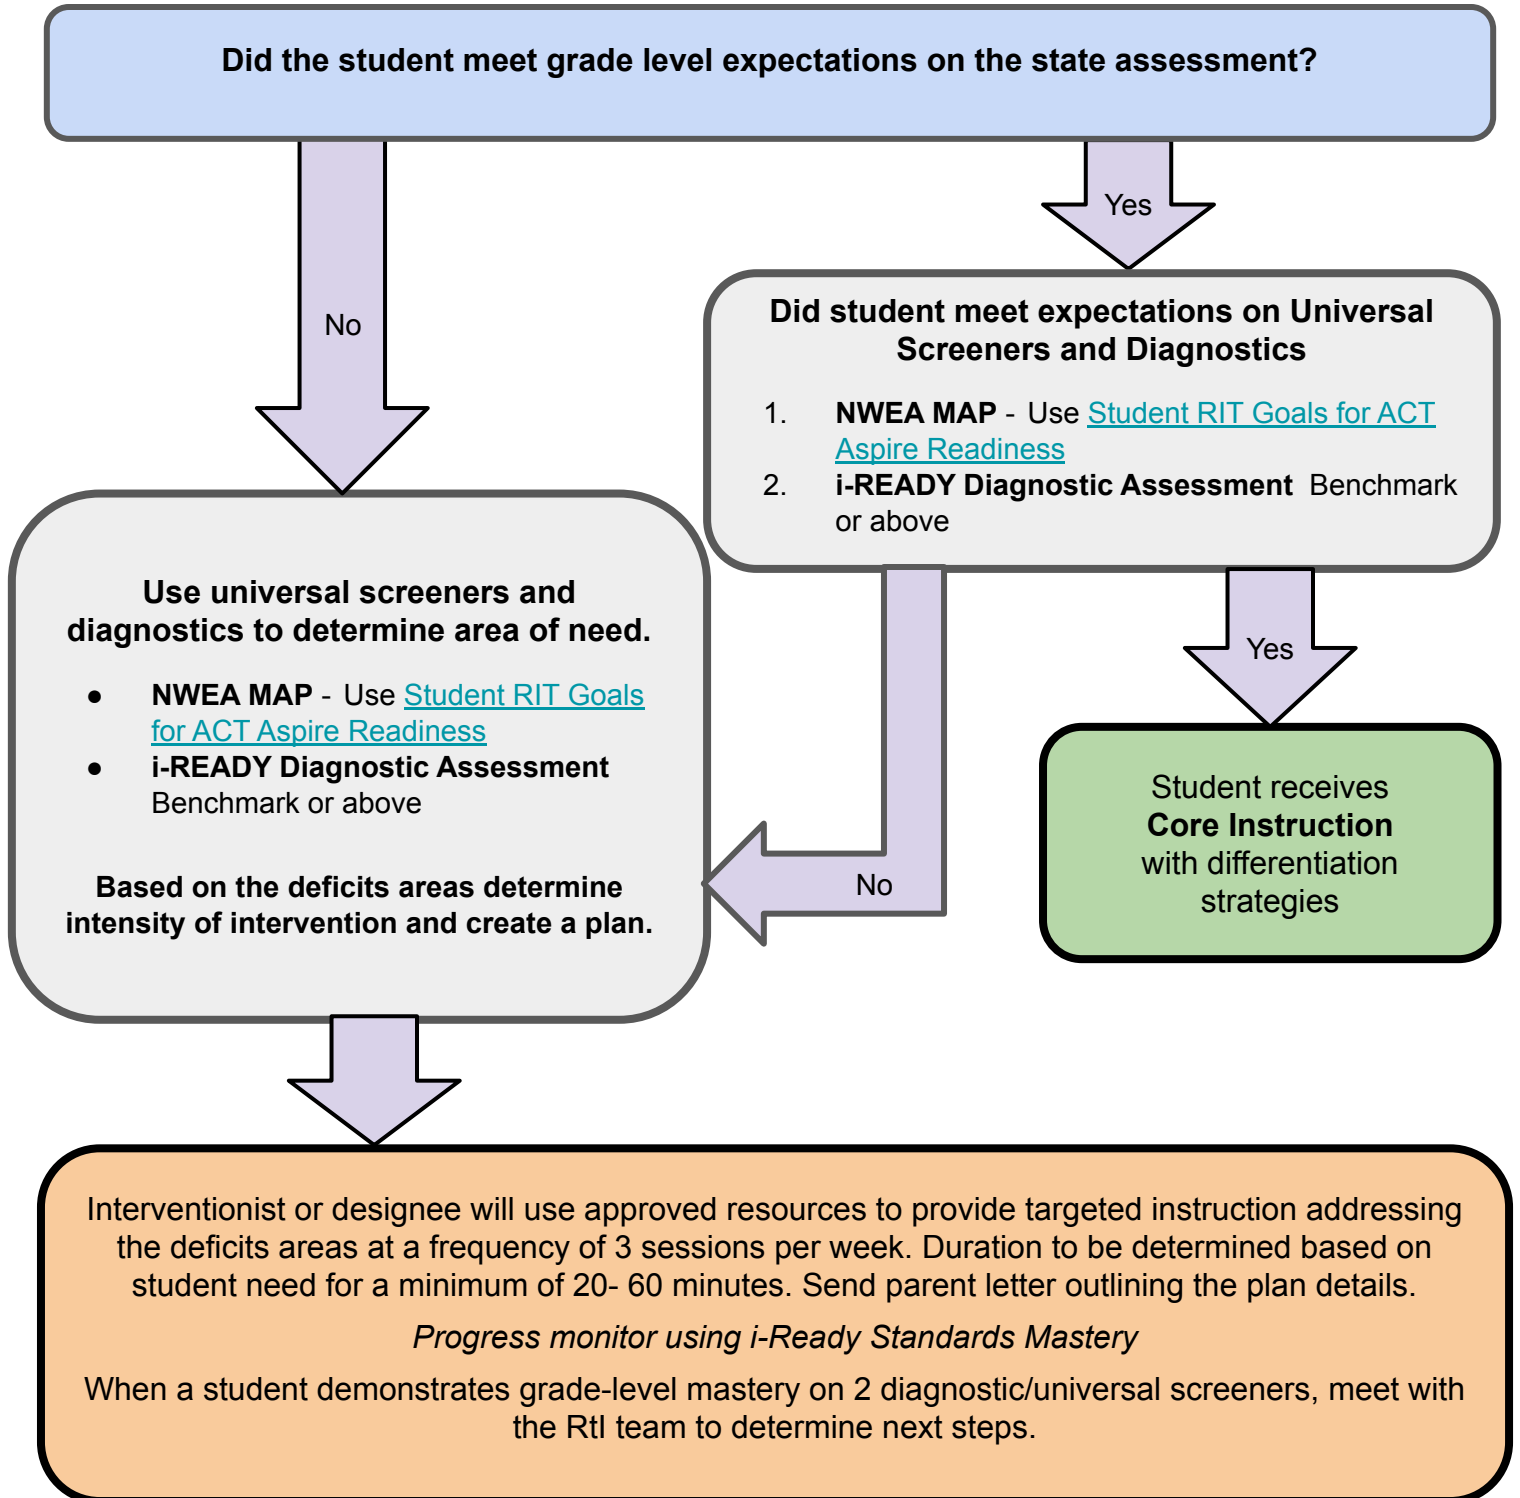 Did the student meet grade level expectations on the state assessment?
No
Yes
Did student meet expectations on Universal
Screeners and Diagnostics
1. NWEA MAP - Use Student RIT Goals for ACT
Aspire Readiness
2. i-READY Diagnostic Assessment Benchmark
or above
Use universal screeners and
diagnostics to determine area of need.
● NWEA MAP - Use Student RIT Goals
for ACT Aspire Readiness
● i-READY Diagnostic Assessment
Benchmark or above
Based on the deficits areas determine
intensity of intervention and create a plan.
No
Yes
Student receives
Core Instruction
with differentiation
strategies
Interventionist or designee will use approved resources to provide targeted instruction addressing
the deficits areas at a frequency of 3 sessions per week. Duration to be determined based on
student need for a minimum of 20- 60 minutes. Send parent letter outlining the plan details.
Progress monitor using i-Ready Standards Mastery
When a student demonstrates grade-level mastery on 2 diagnostic/universal screeners, meet with
the RtI team to determine next steps.